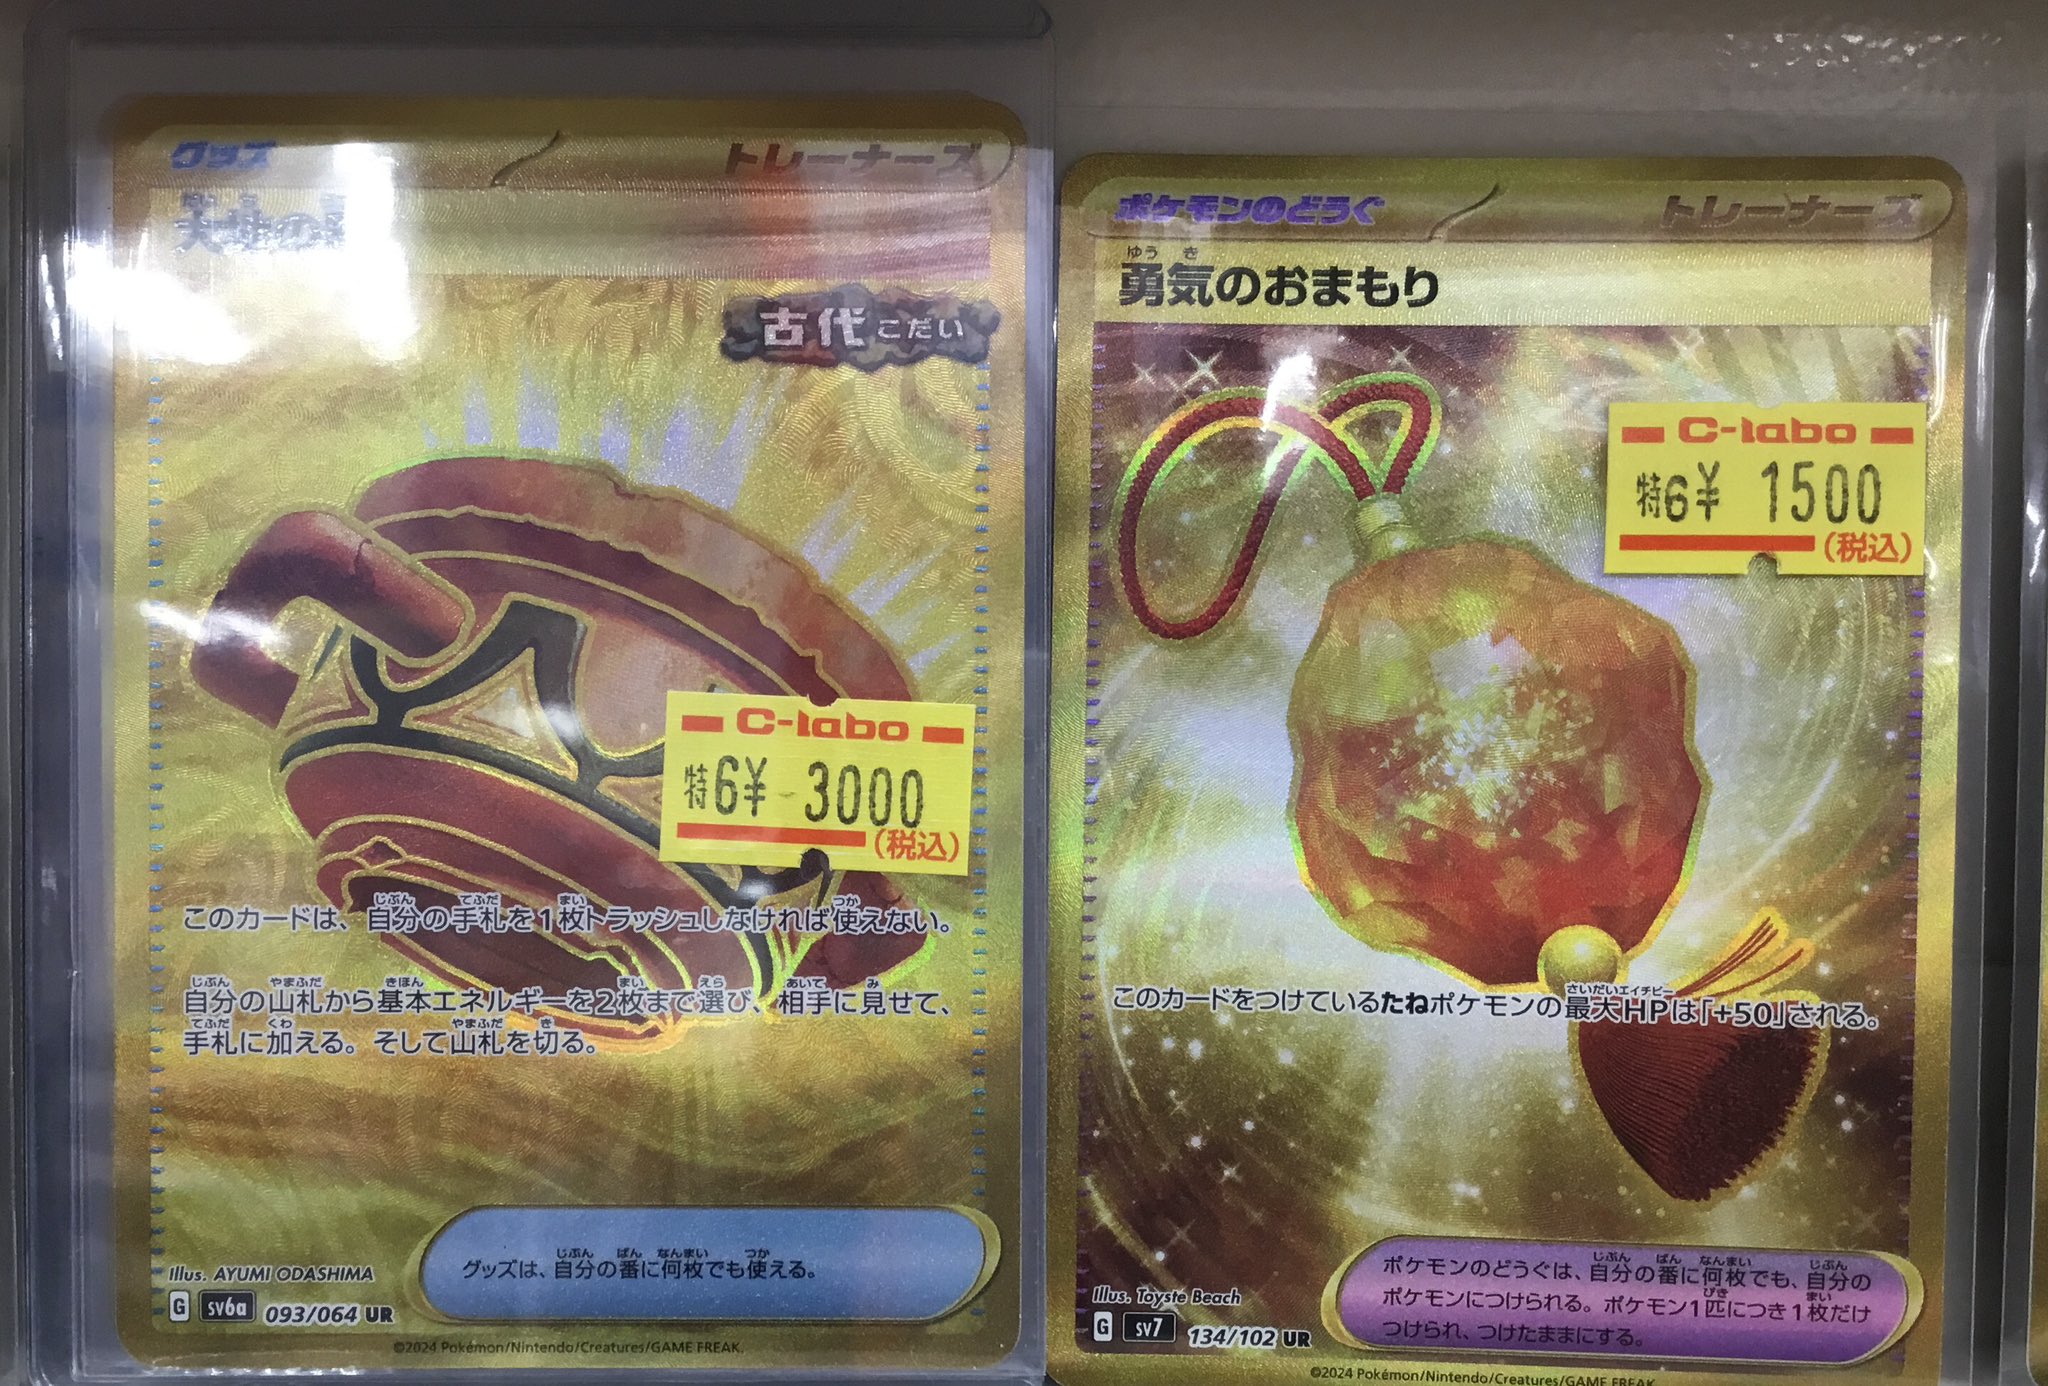 グッズ
トレーナーズ
大地の
古代 こだい
C-labo
特6¥ 3000
(税込)
このカードは、自分の手札を1枚トラッシュしなければ使えない。
自分の山札から基本エネルギーを2枚まで選び、相手に見せて、
手札に加える。そして山札を切る。
グッズは、自分の番に何枚でも使える。
Illus. AYUMI ODASHIMA
G sv6a 093/064 UR
©2024 Pokémon/Nintendo/Creatures/GAME FREAK.
ポケモンのどうぐ
トレーナーズ
ゆうき
勇気のおまもり
C-labo
特6¥ 1500
(税込)
このカードをつけているたねポケモンの最大HPは「+50」される。
ポケモンのどうぐは、自分の番に何枚でも、自分の
ポケモンにつけられる。ポケモン1匹につき1枚だけ
つけられ、つけたままにする。
Illus. Toyste Beach
G sv7 134/102 UR
©2024 Pokémon/Nintendo/Creatures/GAME FREAK.